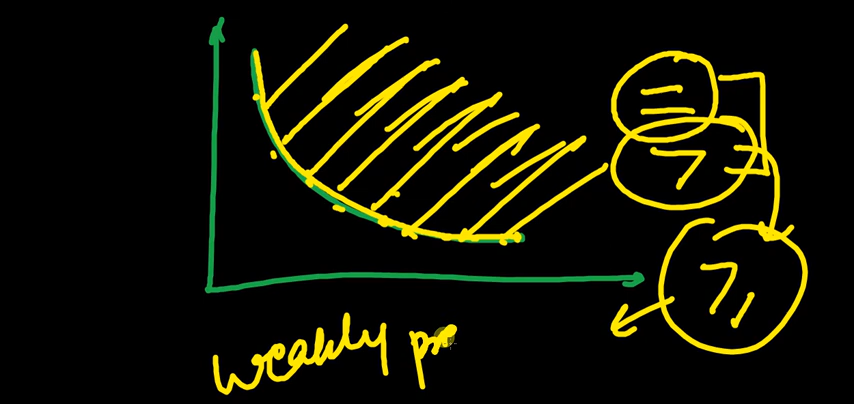 =
>
≥
weakly pr